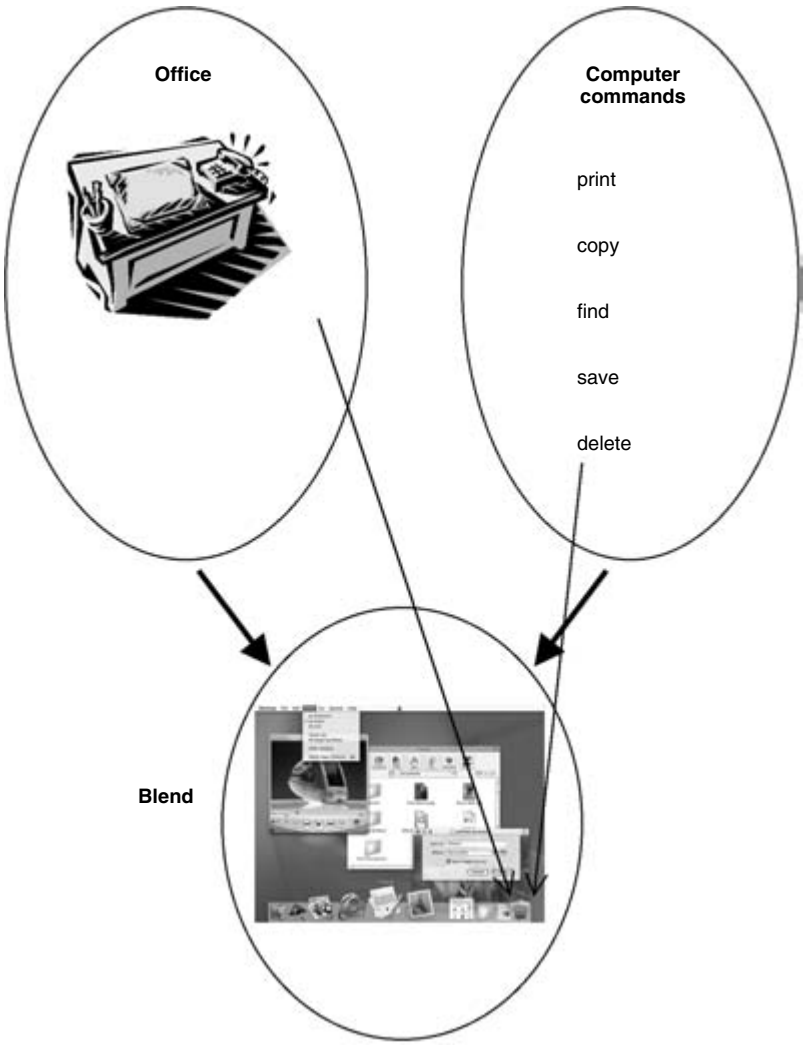 Office
Computer
commands
print
copy
find
save
delete
Blend